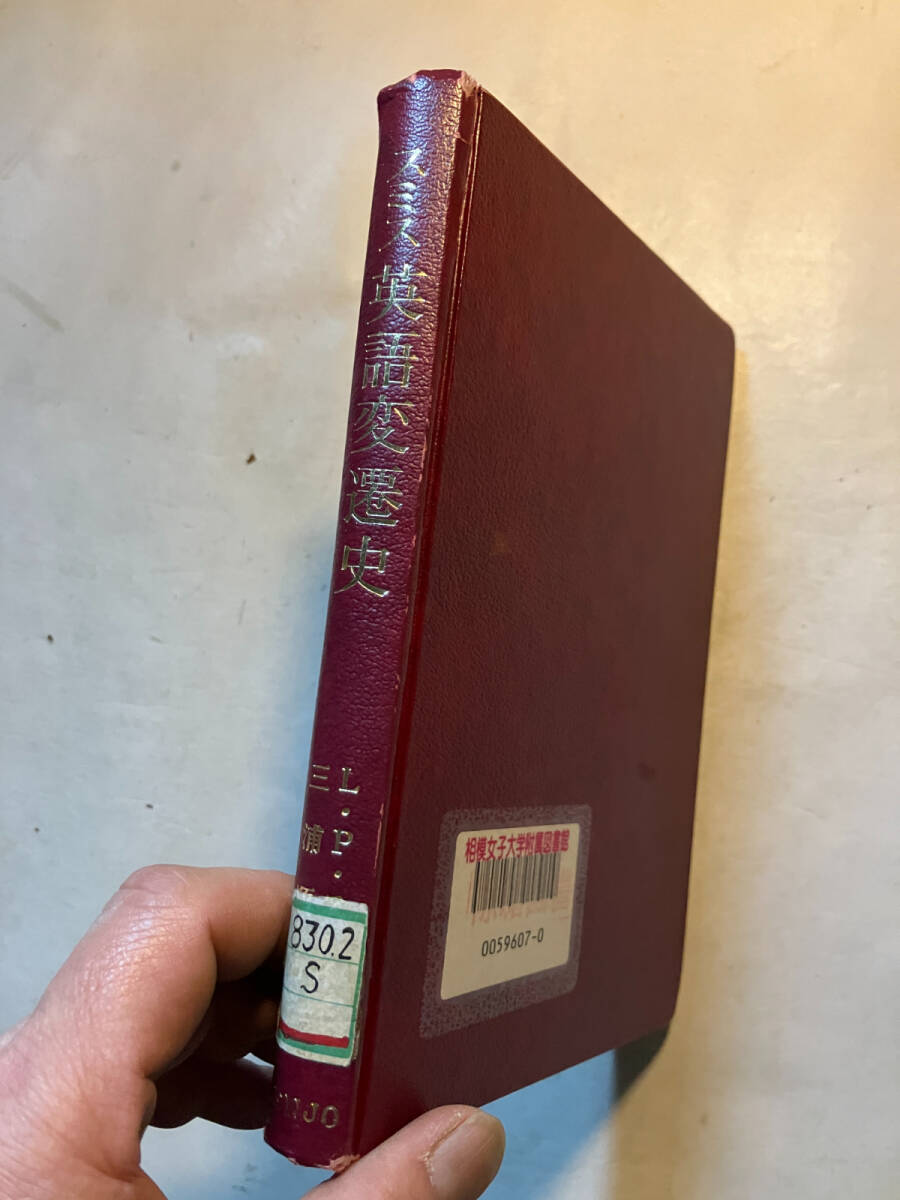 スミス 英語変遷史
L・P・
三浦
830.2
S
相模女子大学附属図書館
0059607-0